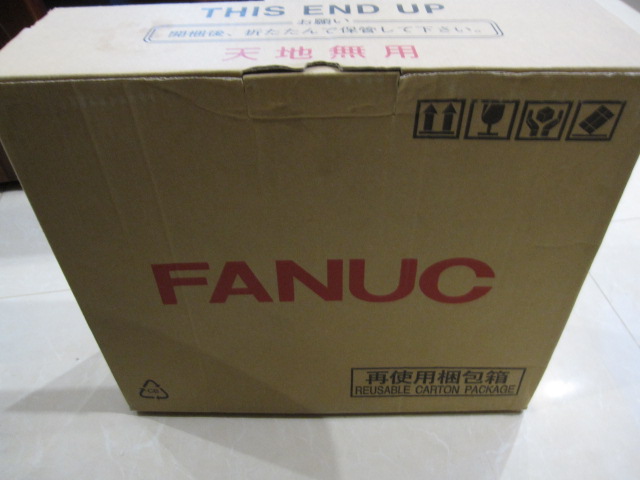 THIS END UP
お願い
開梱後、折たたんで保管して下さい。
天地無用
FANUC
再使用梱包箱
REUSABLE CARTON PACKAGE